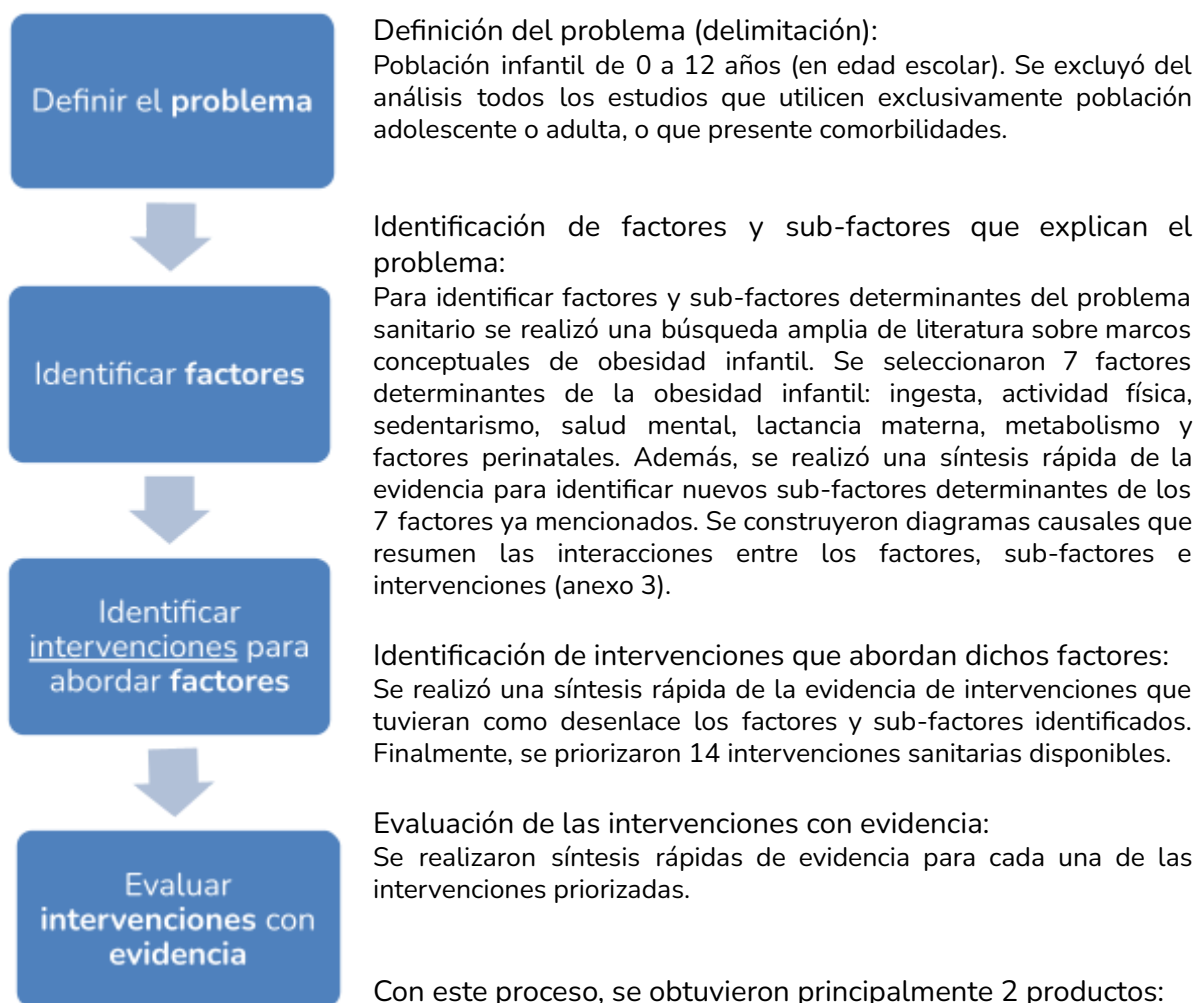 Definir el problema
Definición del problema (delimitación):
Población infantil de 0 a 12 años (en edad escolar). Se excluyó del
análisis todos los estudios que utilicen exclusivamente población
adolescente o adulta, o que presente comorbilidades.
Identificar factores
Identificación de factores y sub-factores que explican el
problema:
Para identificar factores y sub-factores determinantes del problema
sanitario se realizó una búsqueda amplia de literatura sobre marcos
conceptuales de obesidad infantil. Se seleccionaron 7 factores
determinantes de la obesidad infantil: ingesta, actividad física,
sedentarismo, salud mental, lactancia materna, metabolismo y
factores perinatales. Además, se realizó una síntesis rápida de la
evidencia para identificar nuevos sub-factores determinantes de los
7 factores ya mencionados. Se construyeron diagramas causales que
resumen las interacciones entre los factores, sub-factores e
intervenciones (anexo 3).
Identificar
intervenciones para
abordar factores
Identificación de intervenciones que abordan dichos factores:
Se realizó una síntesis rápida de la evidencia de intervenciones que
tuvieran como desenlace los factores y sub-factores identificados.
Finalmente, se priorizaron 14 intervenciones sanitarias disponibles.
Evaluar
intervenciones con
evidencia
Evaluación de las intervenciones con evidencia:
Se realizaron síntesis rápidas de evidencia para cada una de las
intervenciones priorizadas.
Con este proceso, se obtuvieron principalmente 2 productos: